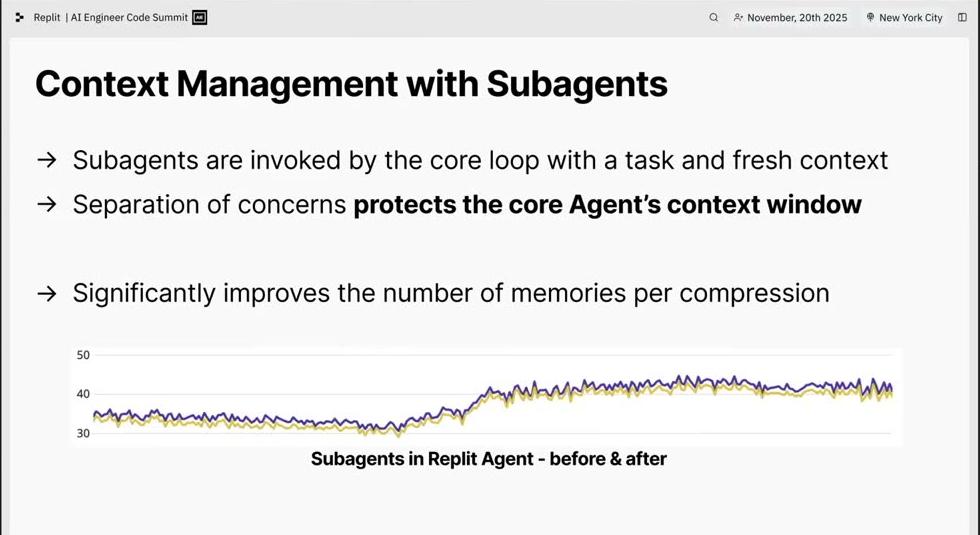 Replit | AI Engineer Code Summit AIE
November, 20th 2025
New York City
Context Management with Subagents
→ Subagents are invoked by the core loop with a task and fresh context
→ Separation of concerns protects the core Agent's context window
→ Significantly improves the number of memories per compression
50
40
30
Subagents in Replit Agent - before & after